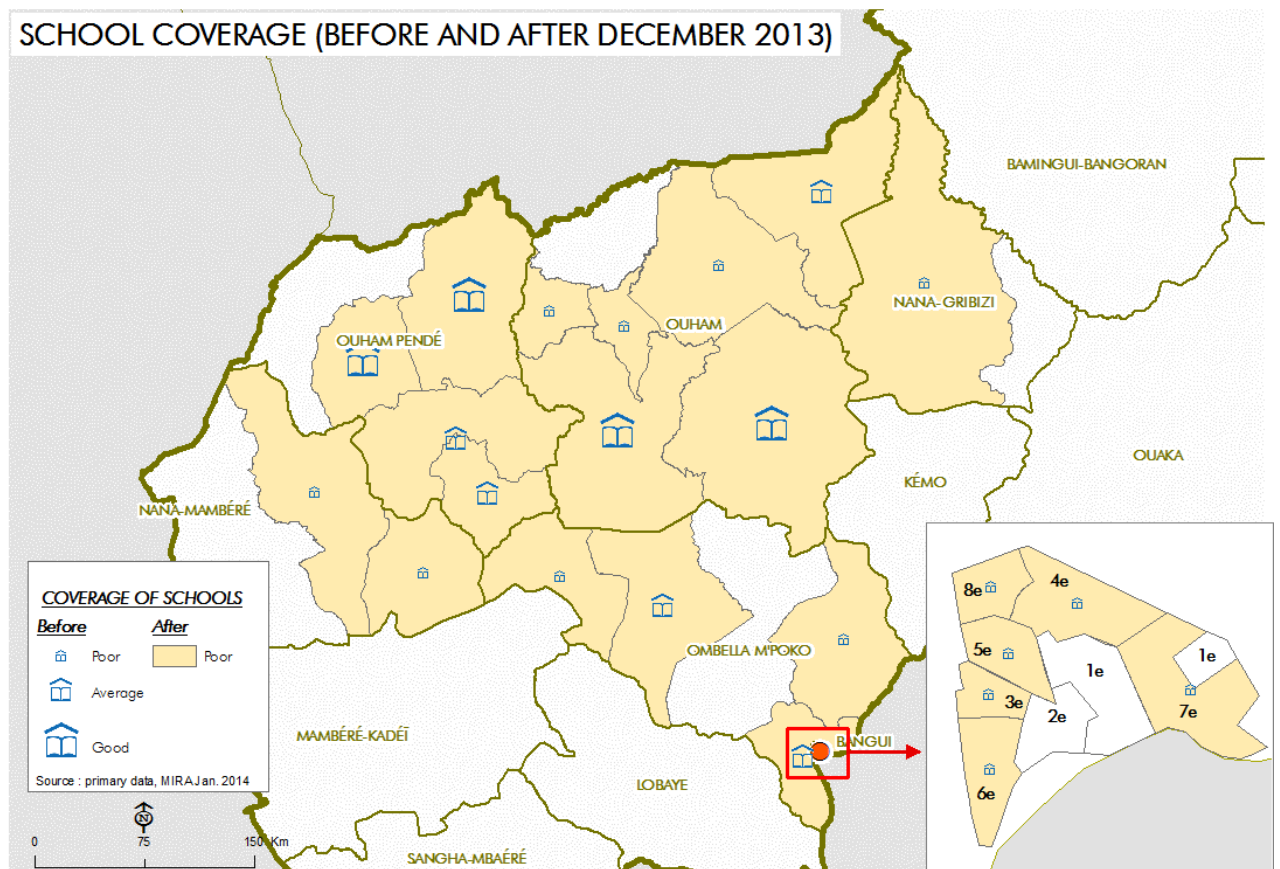 SCHOOL COVERAGE (BEFORE AND AFTER DECEMBER 2013)
BAMINGUI-BANGORAN
NANA-GRIBIZI
OUHAM
OUHAM PENDÉ
OUAKA
KÉMO
NANA-MAMBÉRÉ
OMBELLA M'POKO
MAMBÉRÉ-KADÉÏ
BANGUI
LOBAYE
SANGHA-MBAÉRÉ
COVERAGE OF SCHOOLS
Before After
Poor Poor
Average
Good
Source : primary data, MIRA Jan. 2014
N
0 75 150 Km
8e
4e
5e
1e
1e
3e
2e
7e
6e